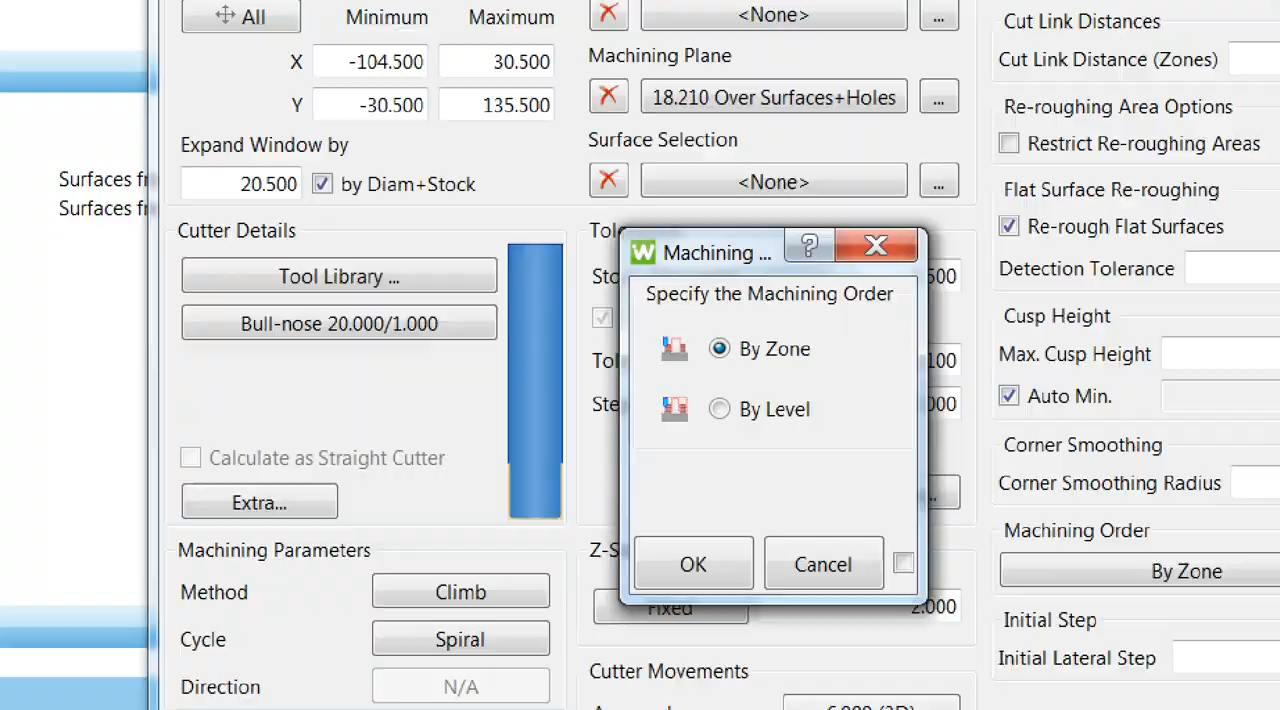 All
Minimum
Maximum
X
-104.500
30.500
Y
-30.500
135.500
Expand Window by
20.500
by Diam+Stock
Surfaces
Surfaces
Cutter Details
Tool Library ...
Bull-nose 20.000/1.000
Calculate as Straight Cutter
Extra...
Machining Parameters
Method
Climb
Cycle
Spiral
Direction
N/A
<None>
...
Machining Plane
18.210 Over Surfaces+Holes
...
Surface Selection
<None>
...
Machining ...
Specify the Machining Order
By Zone
By Level
OK
Cancel
Fixed
2.000
Cutter Movements
6.000 (3D)
Cut Link Distances
Cut Link Distance (Zones)
Re-roughing Area Options
Restrict Re-roughing Areas
Flat Surface Re-roughing
Re-rough Flat Surfaces
Detection Tolerance
Cusp Height
Max. Cusp Height
Auto Min.
Corner Smoothing
Corner Smoothing Radius
Machining Order
By Zone
Initial Step
Initial Lateral Step